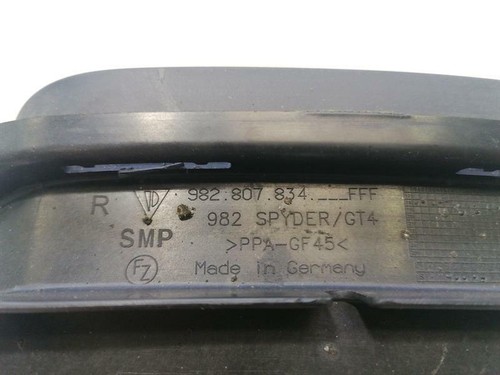 R 982.807.834.___FFF
982 SPYDER/GT4
SMP >PPA-GF45<
FZ Made in Germany